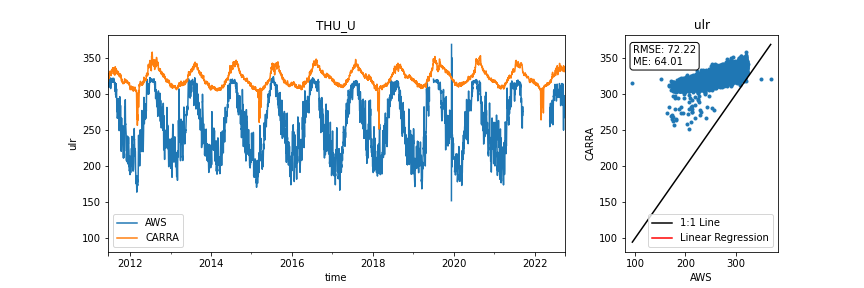 THU_U
ulr
350
300
250
200
150
100
ulr
AWS
CARRA
2012
2014
2016
2018
2020
2022
time
RMSE: 72.22
ME: 64.01
350
300
250
200
150
100
CARRA
1:1 Line
Linear Regression
100
200
300
AWS